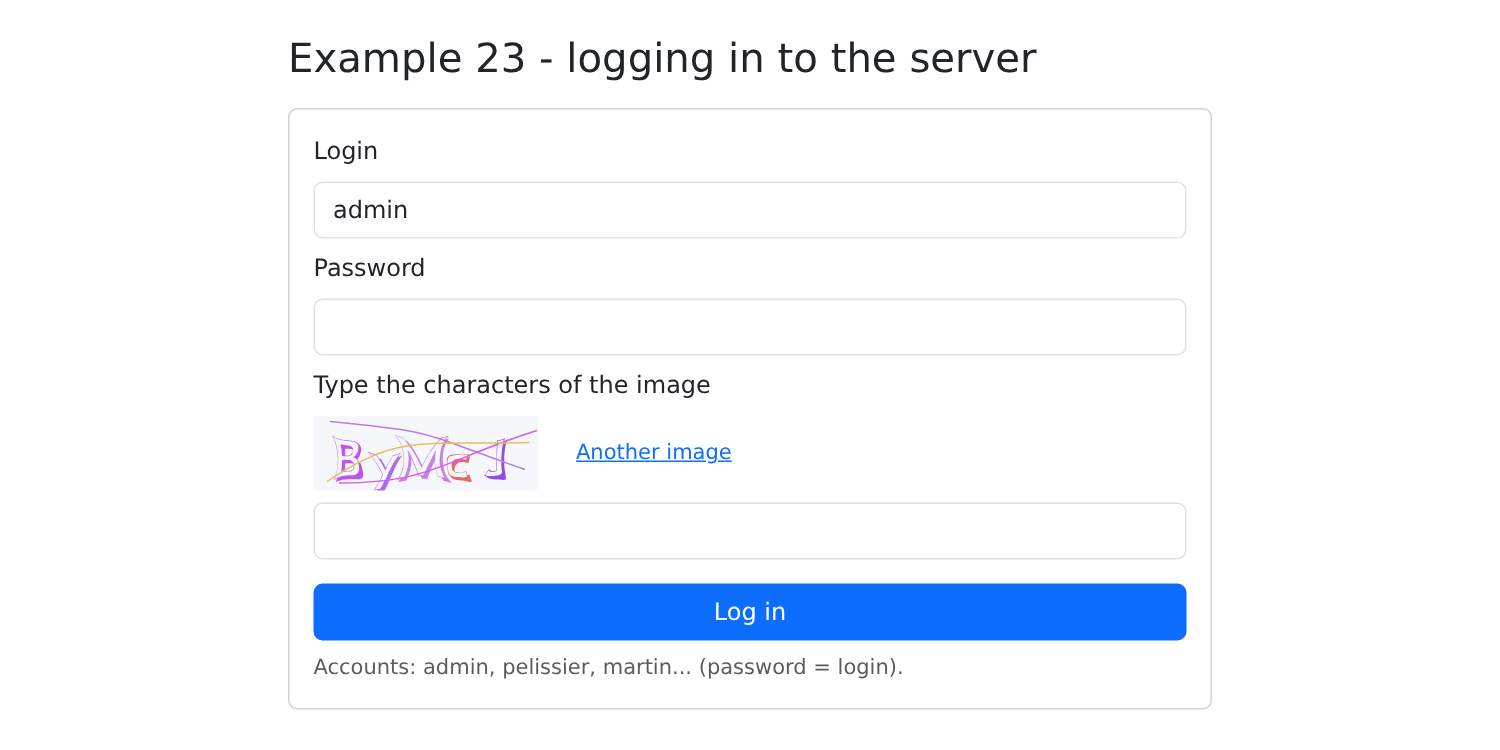 Example 23 - logging in to the server
Login
admin
Password
Type the characters of the image
Another image
Log in
Accounts: admin, pelissier, martin... (password = login).